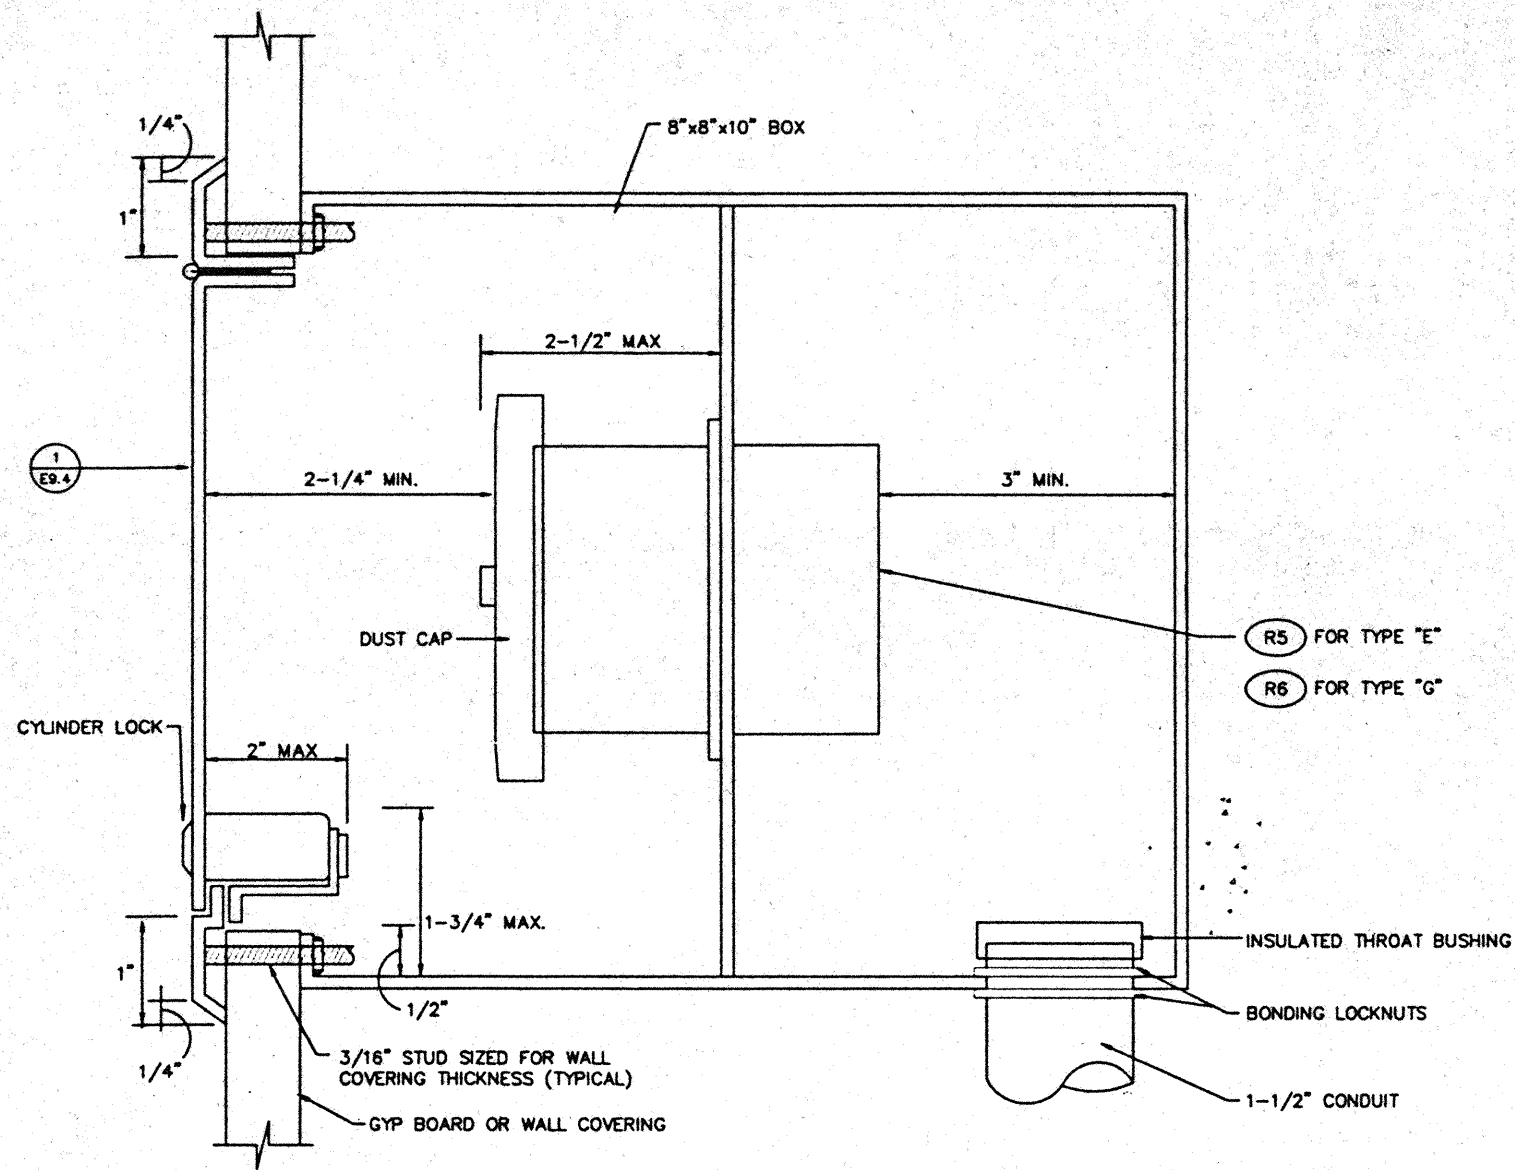 1/4"
8"x8"x10" BOX
1"
2-1/2" MAX
1
E9.4
2-1/4" MIN.
3" MIN.
DUST CAP
R5 FOR TYPE "E"
R6 FOR TYPE "G"
CYLINDER LOCK
2" MAX
1-3/4" MAX.
INSULATED THROAT BUSHING
1"
1/2"
BONDING LOCKNUTS
1/4"
3/16" STUD SIZED FOR WALL
COVERING THICKNESS (TYPICAL)
1-1/2" CONDUIT
GYP BOARD OR WALL COVERING